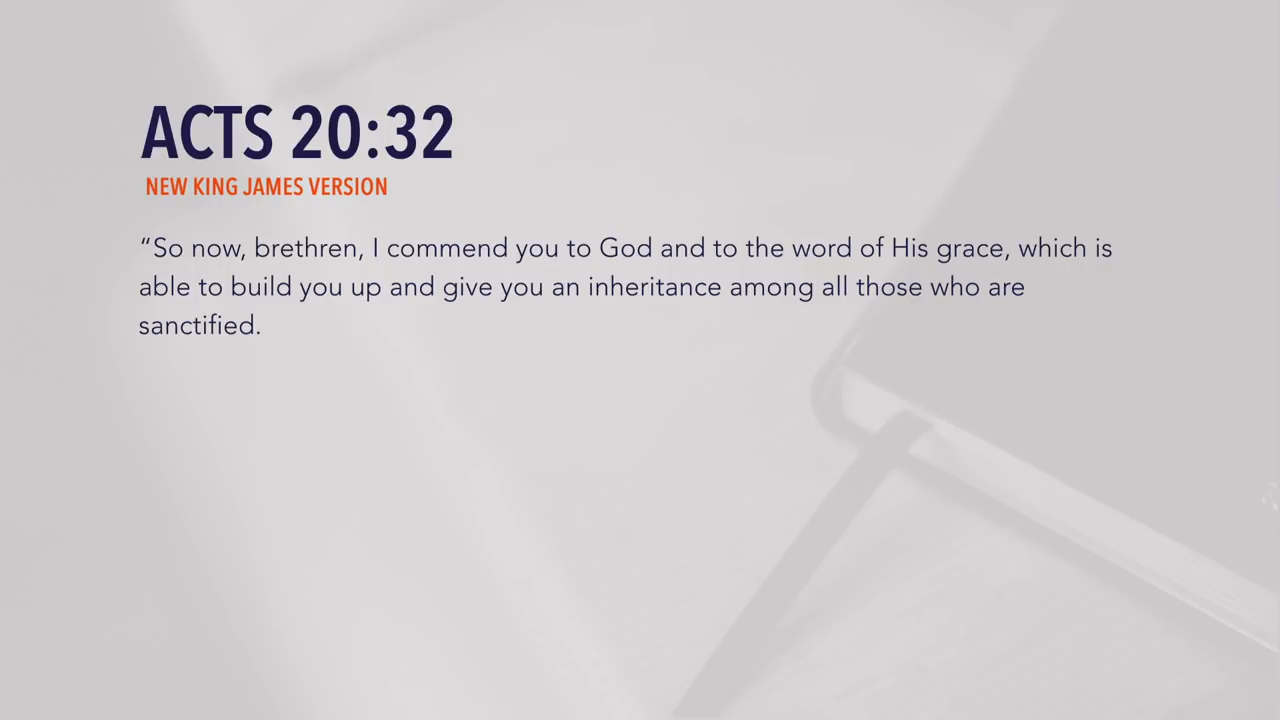 ACTS 20:32
NEW KING JAMES VERSION
“So now, brethren, I commend you to God and to the word of His grace, which is
able to build you up and give you an inheritance among all those who are
sanctified.